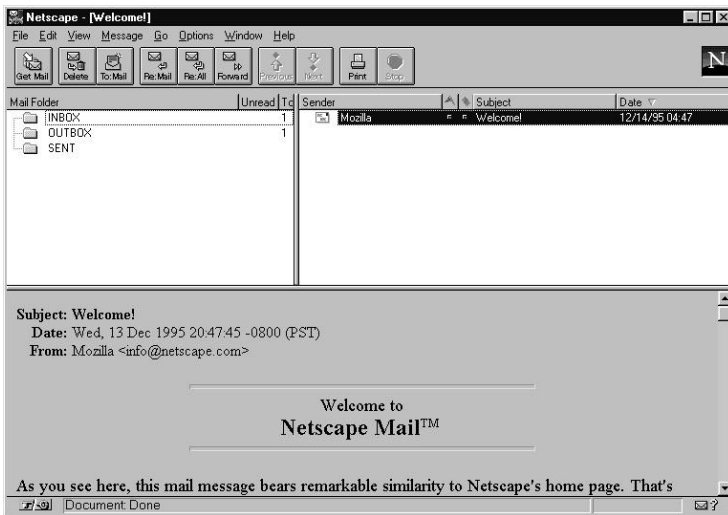 Netscape - [Welcome!]
File Edit View Message Go Options Window Help
Get Mail Delete To: Mail Re: Mail Re: All Forward Previous Next Print Stop
N
Mail Folder Unread Sender Subject Date
INBOX 1 Mozilla Welcome! 12/14/95 04:47
OUTBOX 1
SENT
Subject: Welcome!
Date: Wed, 13 Dec 1995 20:47:45 -0800 (PST)
From: Mozilla <info@netscape.com>
Welcome to
Netscape Mail™
As you see here, this mail message bears remarkable similarity to Netscape's home page. That's
Document: Done